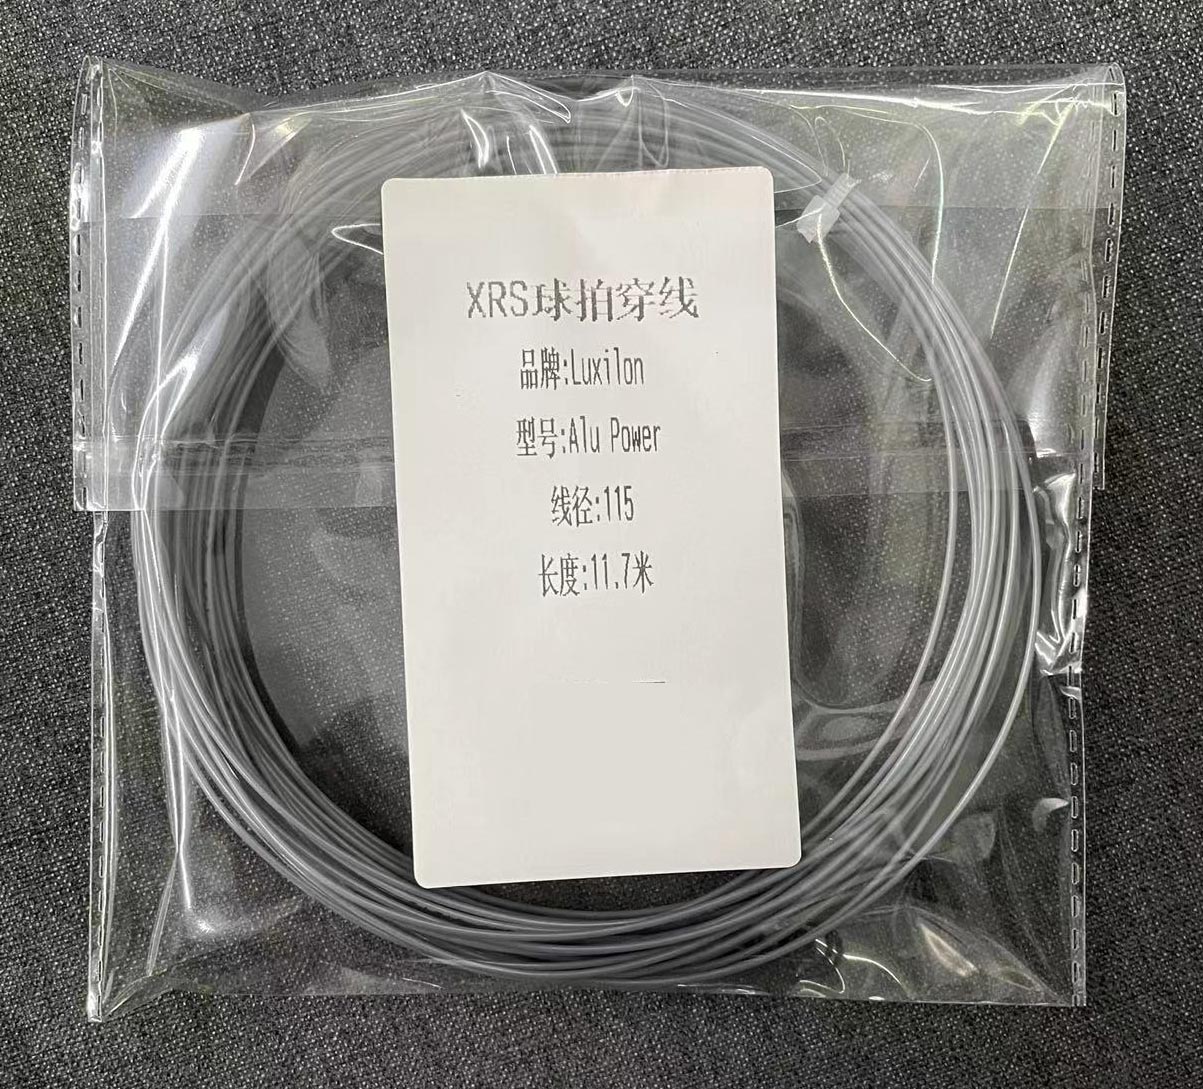 XRS球拍穿线
品牌:Luxilon
型号:Alu Power
线径:115
长度:11.7米